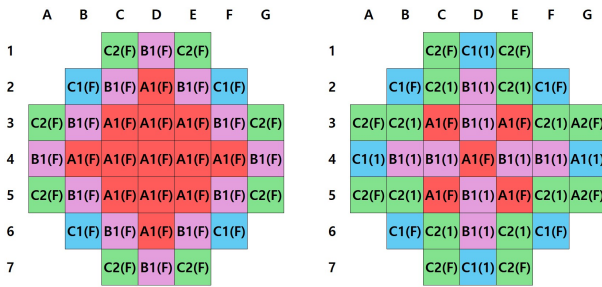 A B C D E F G
1 C2(F) B1(F) C2(F)
2 C1(F) B1(F) A1(F) B1(F) C1(F)
3 C2(F) B1(F) A1(F) A1(F) A1(F) B1(F) C2(F)
4 B1(F) A1(F) A1(F) A1(F) A1(F) A1(F) B1(F)
5 C2(F) B1(F) A1(F) A1(F) A1(F) B1(F) C2(F)
6 C1(F) B1(F) A1(F) B1(F) C1(F)
7 C2(F) B1(F) C2(F)
A B C D E F G
1 C2(F) C1(1) C2(F)
2 C1(F) C2(1) B1(1) C2(1) C1(F)
3 C2(F) C2(1) A1(F) B1(1) A1(F) C2(1) A2(F)
4 C1(1) B1(1) B1(1) A1(F) B1(1) B1(1) A1(1)
5 C2(F) C2(1) A1(F) B1(1) A1(F) C2(1) A2(F)
6 C1(F) C2(1) B1(1) C2(1) C1(F)
7 C2(F) C1(1) C2(F)